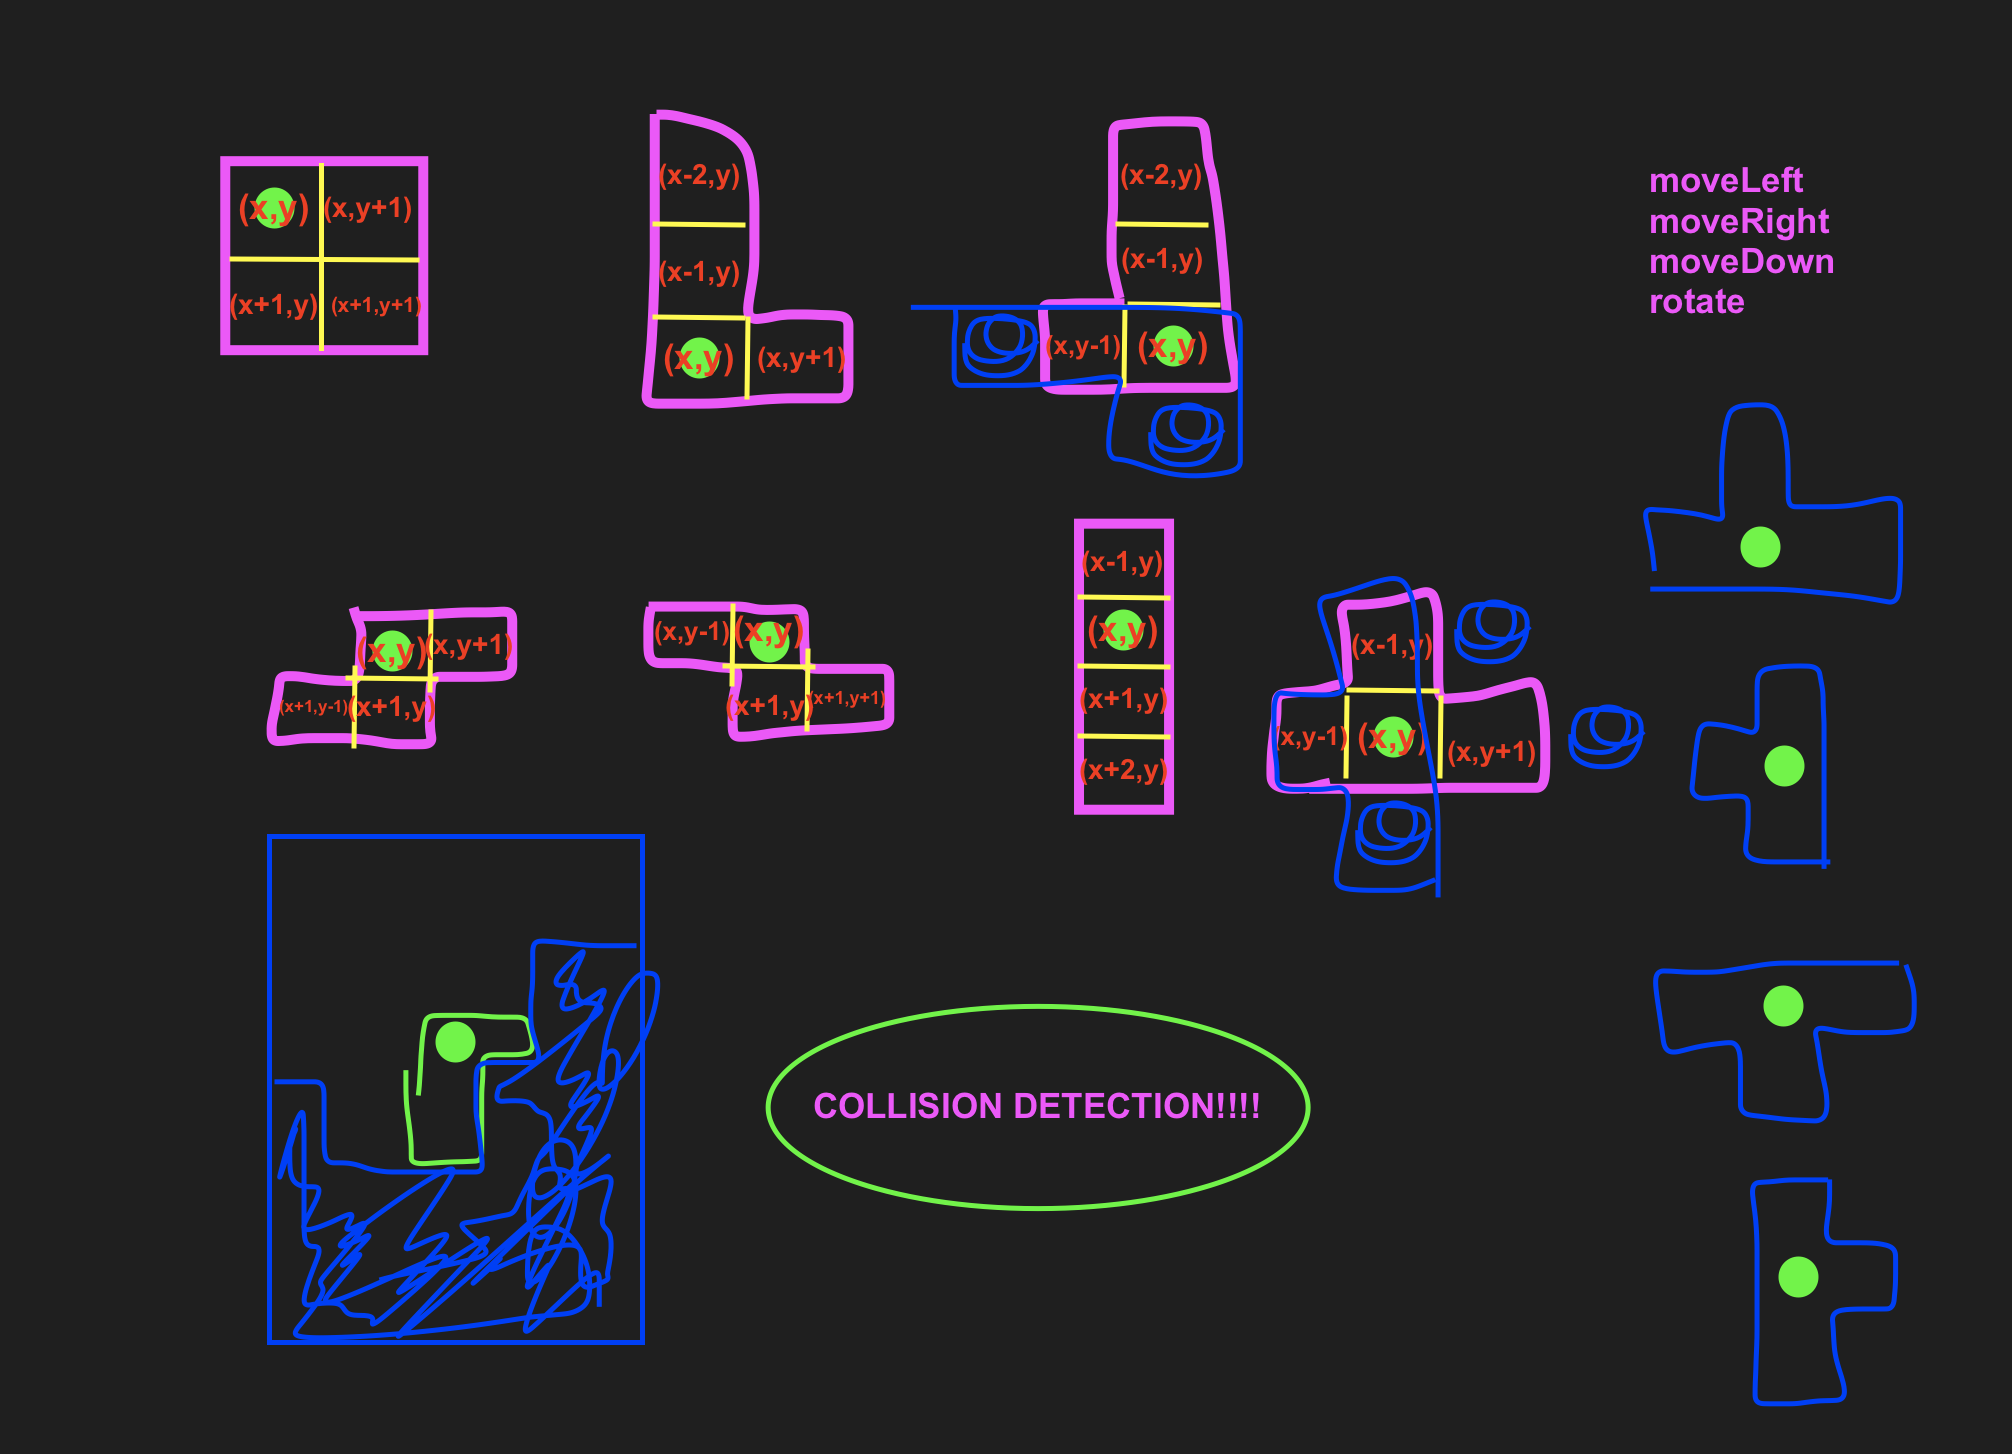 (x,y)
(x,y+1)
(x+1,y)
(x+1,y+1)
(x-2,y)
(x-1,y)
(x,y)
(x,y+1)
(x-2,y)
(x-1,y)
(x,y-1)
(x,y)
moveLeft
moveRight
moveDown
rotate
(x,y)
(x,y+1)
(x+1,y-1)
(x+1,y)
(x,y-1)
(x,y)
(x+1,y)
(x+1,y+1)
(x-1,y)
(x,y)
(x+1,y)
(x+2,y)
(x-1,y)
(x,y-1)
(x,y)
(x,y+1)
COLLISION DETECTION!!!!